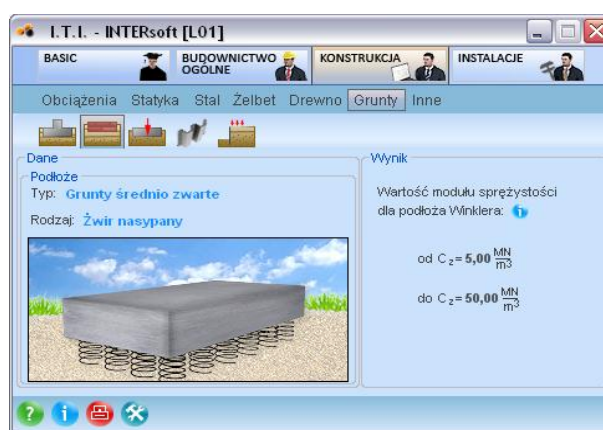 I.T.I. - INTERsoft [L01]
BASIC
BUDOWNICTWO
OGÓLNE
KONSTRUKCJA
INSTALACJE
Obciążenia Statyka Stal Żelbet Drewno Grunty Inne
Dane
Podłoże
Typ: Grunty średnio zwarte
Rodzaj: Żwir nasypany
Wynik
Wartość modułu sprężystości
dla podłoża Winklera:
od C z = 5,00 MN/m3
do C z = 50,00 MN/m3